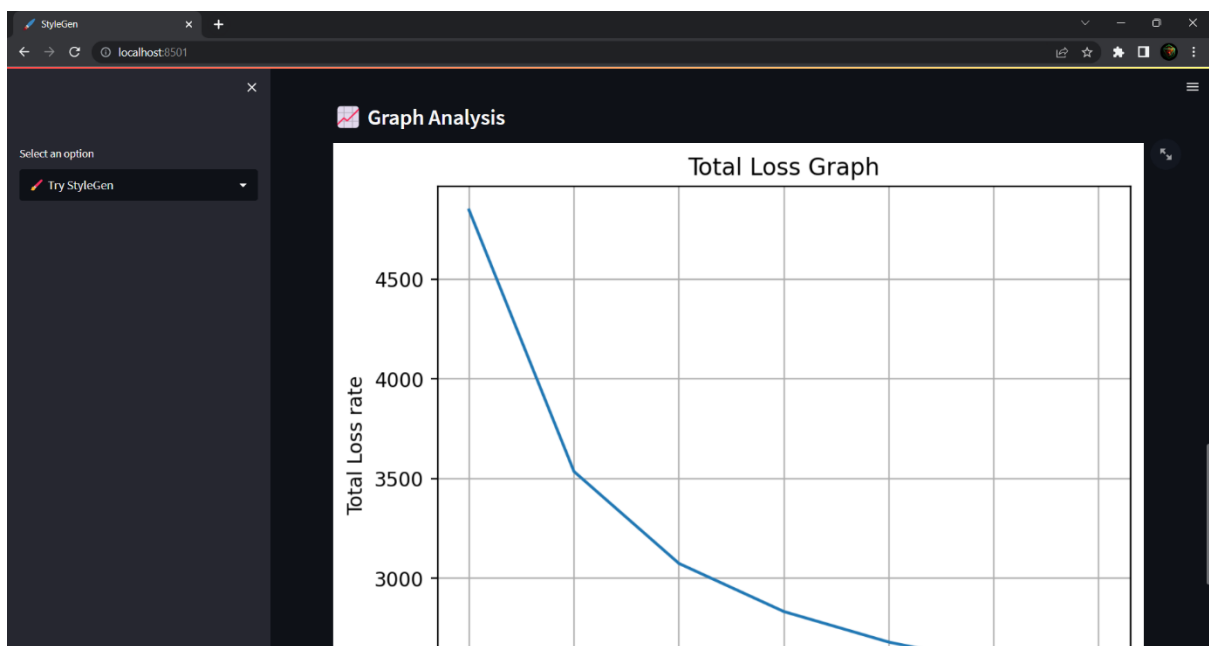 StyleGen
localhost:8501
Select an option
Try StyleGen
Graph Analysis
Total Loss Graph
Total Loss rate
4500
4000
3500
3000